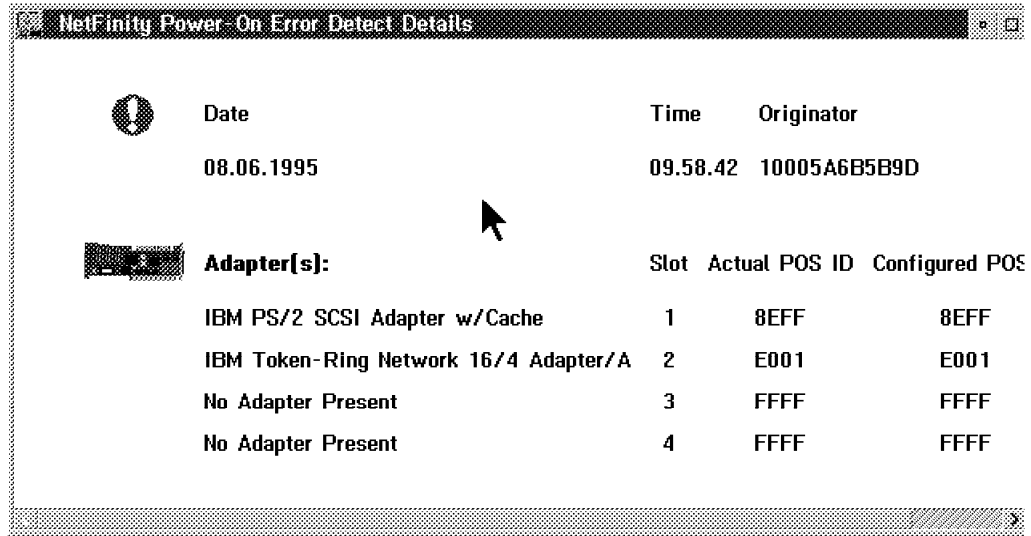 NetFinity Power-On Error Detect Details
Date Time Originator
08.06.1995 09.58.42 10005A6B5B9D
Adapter(s): Slot Actual POS ID Configured POS
IBM PS/2 SCSI Adapter w/Cache 1 8EFF 8EFF
IBM Token-Ring Network 16/4 Adapter/A 2 E001 E001
No Adapter Present 3 FFFF FFFF
No Adapter Present 4 FFFF FFFF